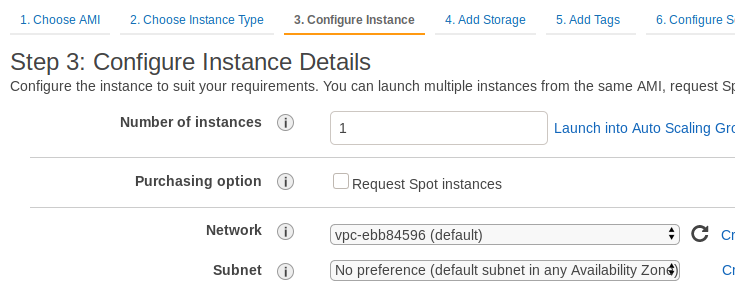 1. Choose AMI 2. Choose Instance Type 3. Configure Instance 4. Add Storage 5. Add Tags 6. Configure S
Step 3: Configure Instance Details
Configure the instance to suit your requirements. You can launch multiple instances from the same AMI, request Sp
Number of instances i 1 Launch into Auto Scaling Gro
Purchasing option i Request Spot instances
Network i vpc-ebb84596 (default) Cr
Subnet i No preference (default subnet in any Availability Zone) Cr